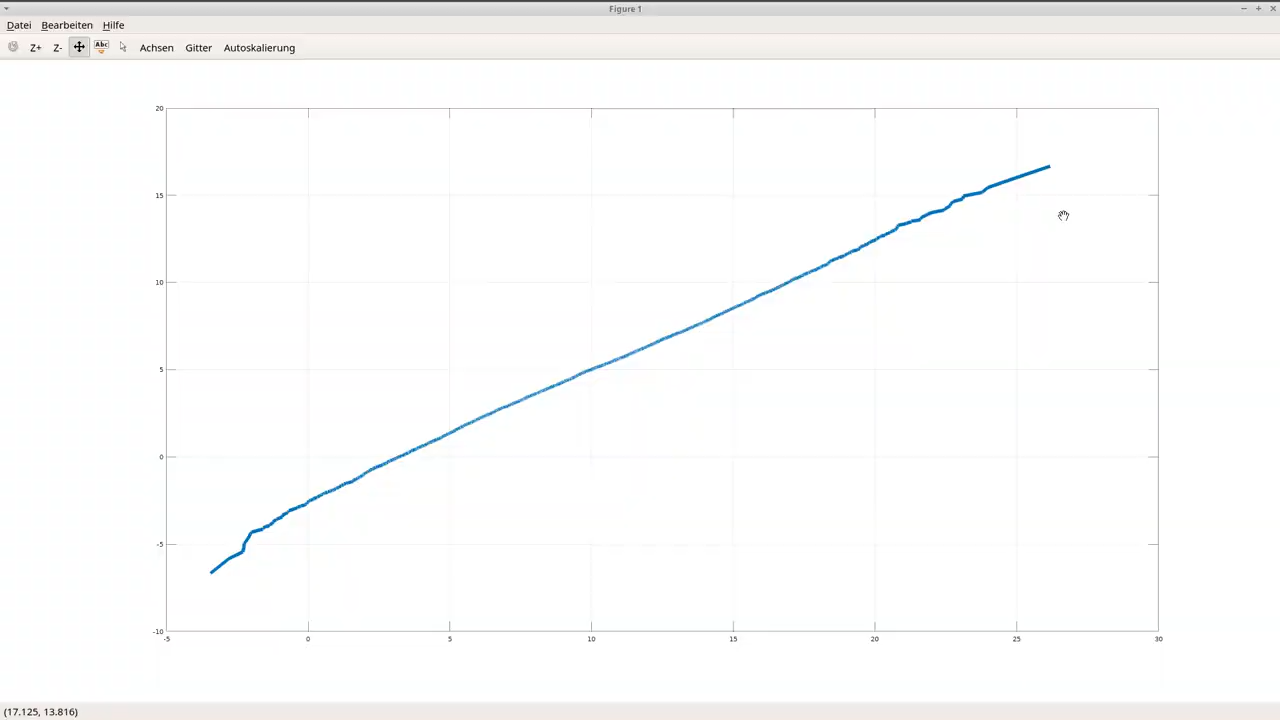 Figure 1
Datei Bearbeiten Hilfe
Z+ Z- Abc Achsen Gitter Autoskalierung
20
15
10
5
0
-5
-10
-5 0 5 10 15 20 25 30
(17.125, 13.816)